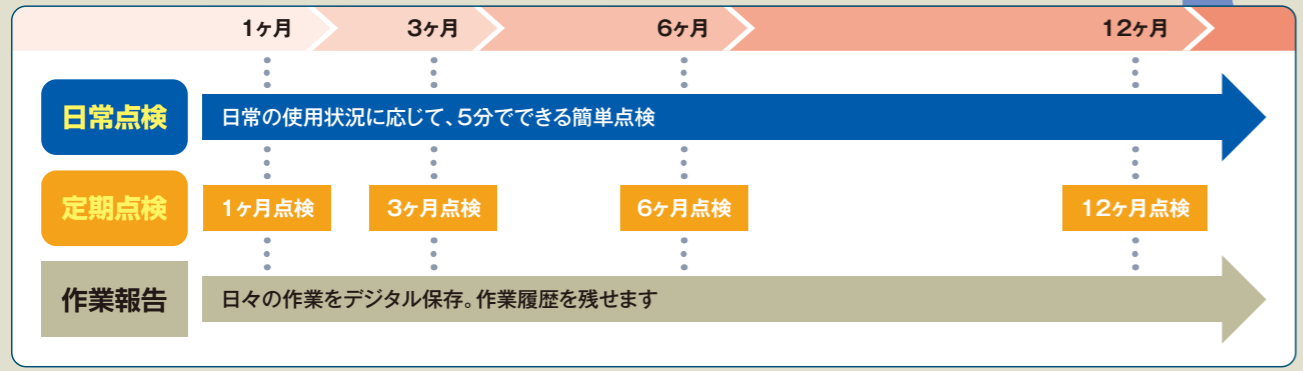 1ヶ月 3ヶ月 6ヶ月 12ヶ月
日常点検 日常の使用状況に応じて、5分でできる簡単点検
定期点検 1ヶ月点検 3ヶ月点検 6ヶ月点検 12ヶ月点検
作業報告 日々の作業をデジタル保存。作業履歴を残せます